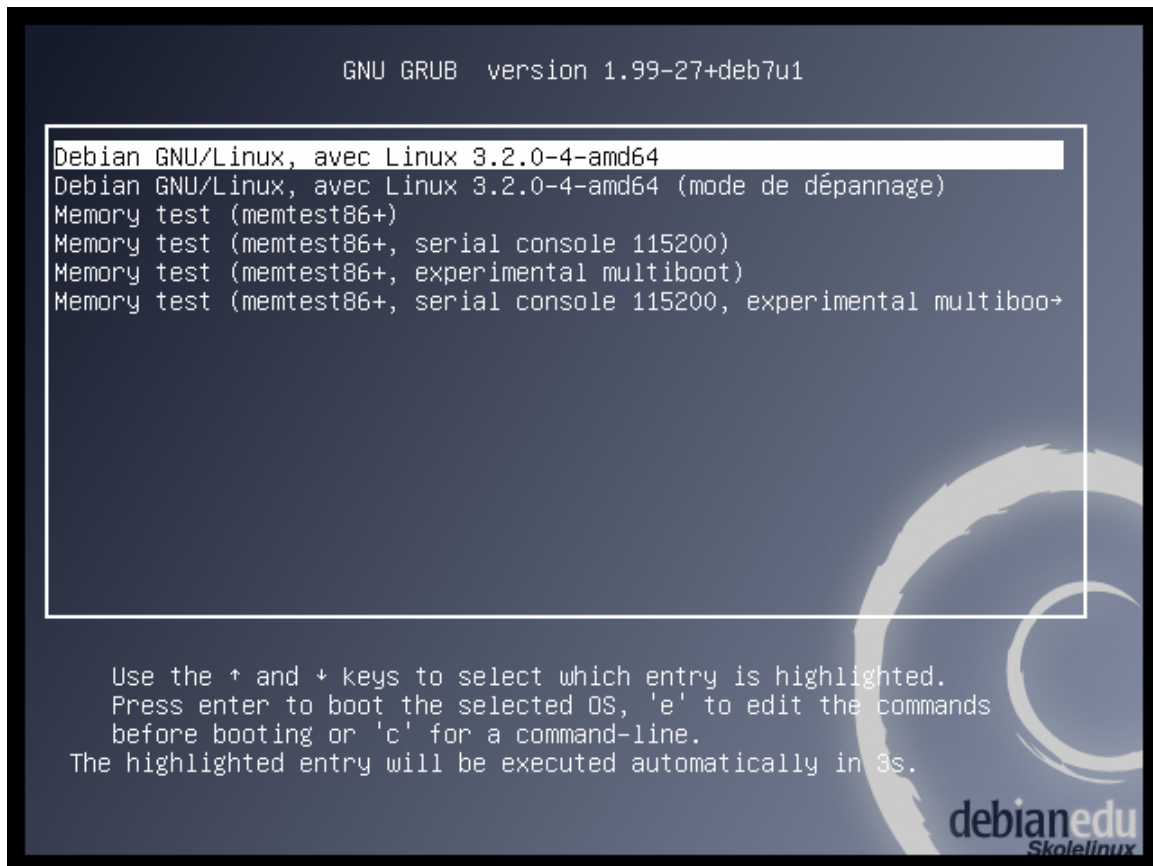 GNU GRUB  version 1.99-27+deb7u1
Debian GNU/Linux, avec Linux 3.2.0-4-amd64
Debian GNU/Linux, avec Linux 3.2.0-4-amd64 (mode de dépannage)
Memory test (memtest86+)
Memory test (memtest86+, serial console 115200)
Memory test (memtest86+, experimental multiboot)
Memory test (memtest86+, serial console 115200, experimental multiboo→
Use the ↑ and ↓ keys to select which entry is highlighted.
Press enter to boot the selected OS, 'e' to edit the commands
before booting or 'c' for a command-line.
The highlighted entry will be executed automatically in 3s.
debianedu
Skolelinux